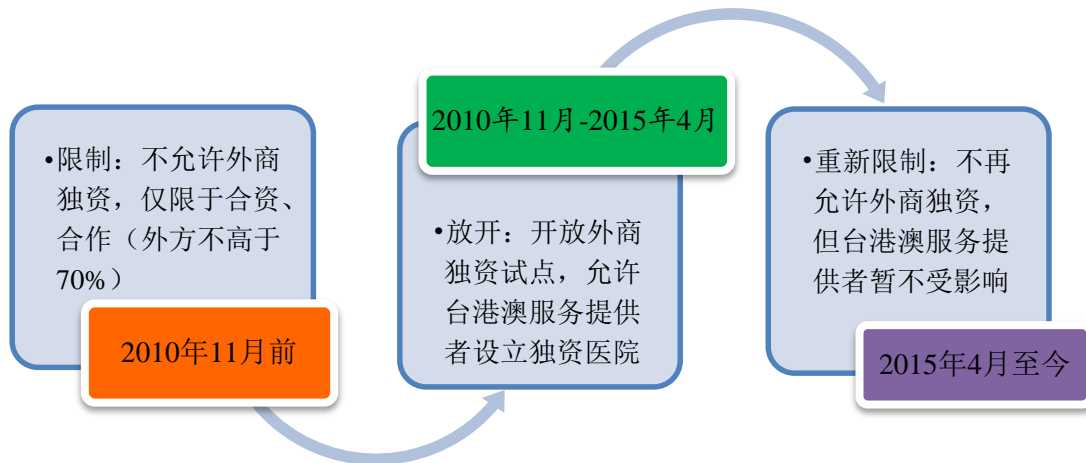 •限制：不允许外商
独资，仅限于合资、
合作（外方不高于
70%）
2010年11月前
2010年11月-2015年4月
•放开：开放外商
独资试点，允许
台港澳服务提供
者设立独资医院
•重新限制：不再
允许外商独资，
但台港澳服务提
供者暂不受影响
2015年4月至今